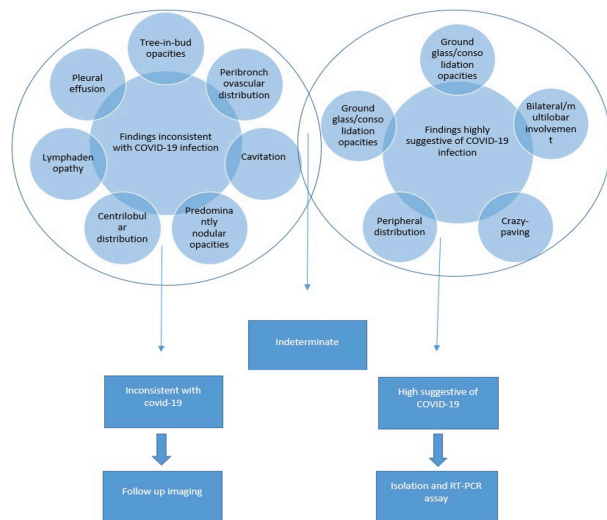 Tree-in-bud
opacities
Peribronch
ovascular
distribution
Pleural
effusion
Findings inconsistent
with COVID-19 infection
Lymphaden
opathy
Cavitation
Centrilobul
ar
distribution
Predomina
ntly
nodular
opacities
Ground
glass/conso
lidation
opacities
Ground
glass/conso
lidation
opacities
Bilateral/m
ultilobar
involvemen
t
Findings highly
suggestive of COVID-19
infection
Peripheral
distribution
Crazy-
paving
Indeterminate
Inconsistent with
covid-19
High suggestive of
COVID-19
Follow up imaging
Isolation and RT-PCR
assay